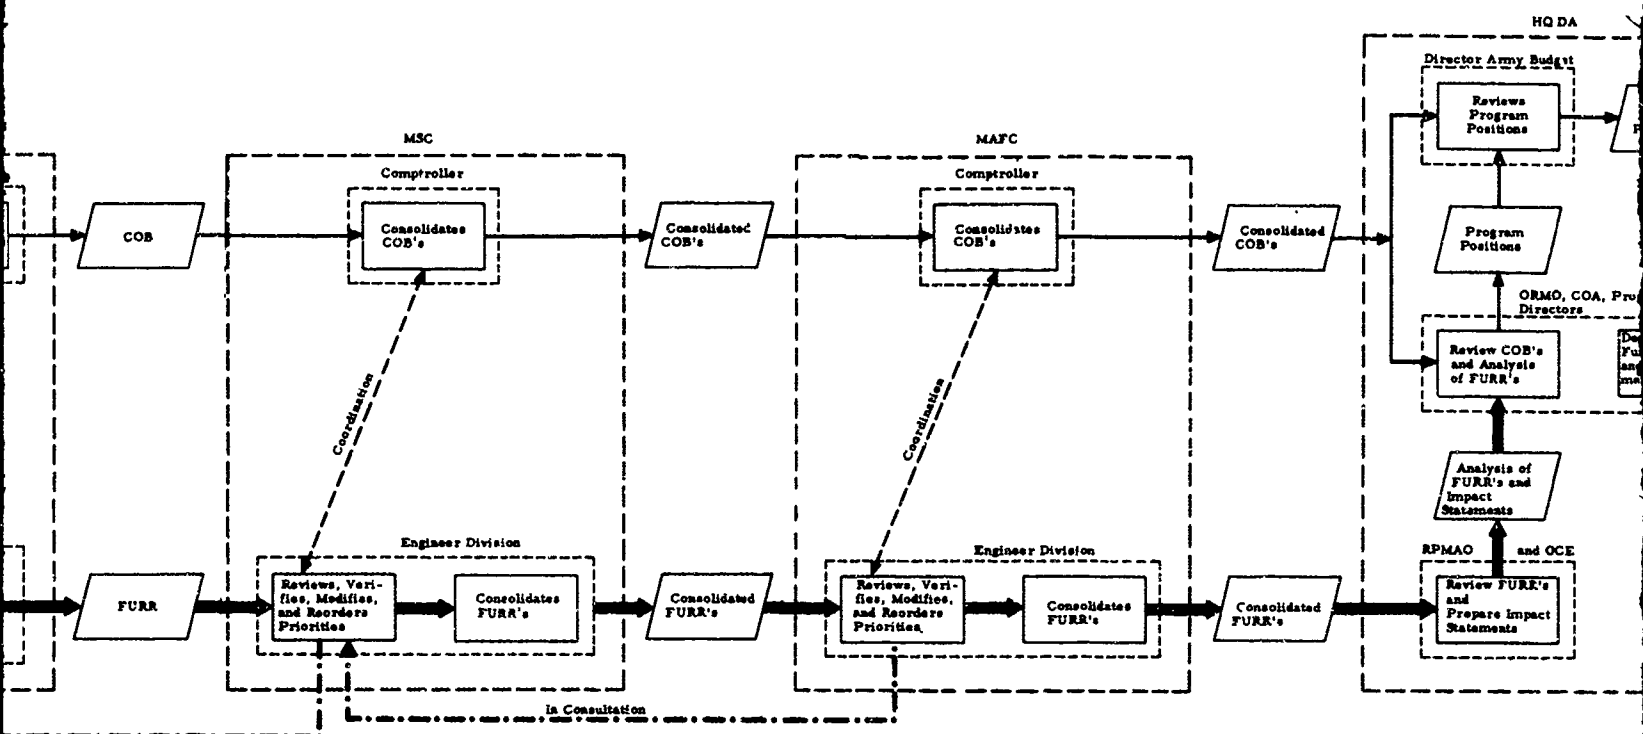 HQ DA
Director Army Budget
Reviews
Program
Positions
MSC
MAFC
Comptroller
Comptroller
COB
Consolidates
COB's
Consolidated
COB's
Consolidates
COB's
Consolidated
COB's
Program
Positions
ORMO, COA,
Directors
Review COB's
and Analysis
of FURR's
Coordination
Coordination
Analysis of
FURR's and
Impact
Statements
Engineer Division
Engineer Division
RPMAO and OCE
FURR
Reviews, Veri-
fies, Modifies,
and Reorders
Priorities
Consolidates
FURR's
Consolidated
FURR's
Reviews, Veri-
fies, Modifies,
and Reorders
Priorities
Consolidates
FURR's
Consolidated
FURR's
Review FURR's
and
Prepare Impact
Statements
In Consultation